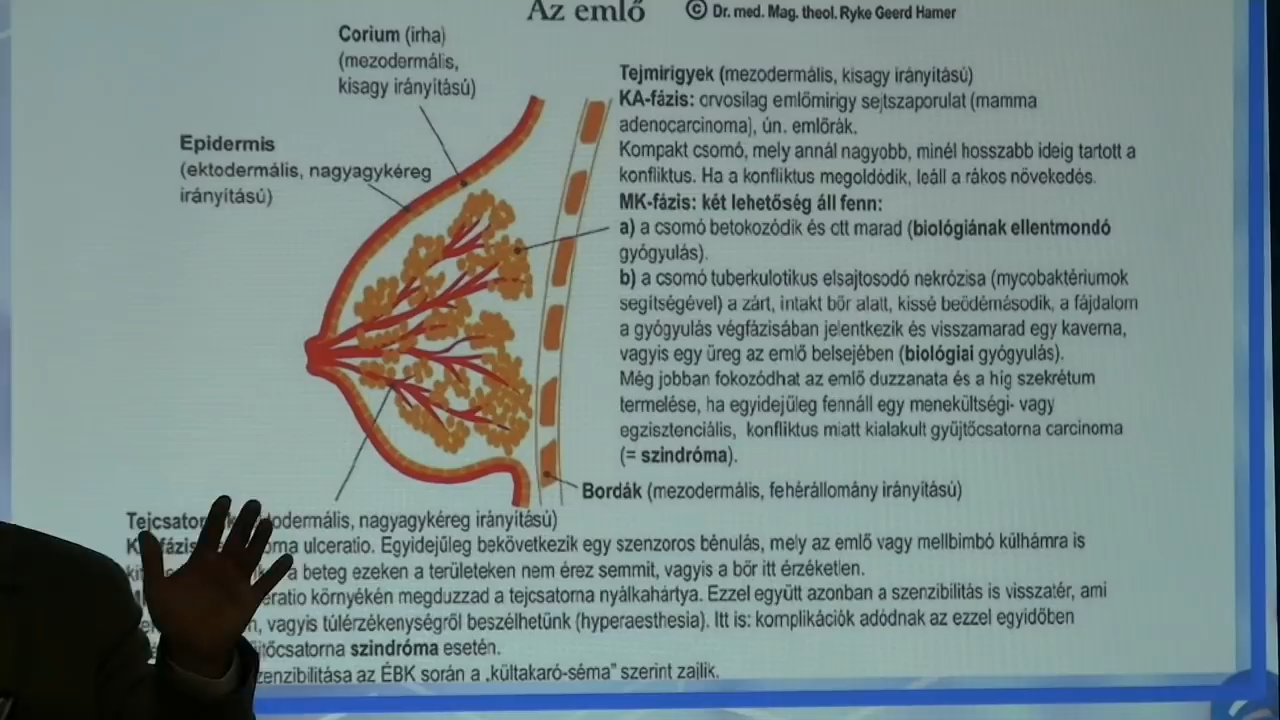 Az emlő © Dr. med. Mag. theol. Ryke Geerd Hamer
Corium (irha)
(mezodermális,
kisagy irányítású)
Epidermis
(ektodermális, nagyagykéreg
irányítású)
Tejmirigyek (mezodermális, kisagy irányítású)
KA-fázis: orvosilag emlőmirigy sejtszaporulat (mamma
adenocarcinoma), ún. emlőrák.
Kompakt csomó, mely annál nagyobb, minél hosszabb ideig tartott a
konfliktus. Ha a konfliktus megoldódik, leáll a rákos növekedés.
MK-fázis: két lehetőség áll fenn:
a) a csomó betokozódik és ott marad (biológiának ellentmondó
gyógyulás).
b) a csomó tuberkulotikus elsajtosodó nekrózisa (mycobaktériumok
segítségével) a zárt, intakt bőr alatt, kissé beödémásodik, a fájdalom
a gyógyulás végfázisában jelentkezik és visszamarad egy kaverna,
vagyis egy üreg az emlő belsejében (biológiai gyógyulás).
Még jobban fokozódhat az emlő duzzanata és a híg szekrétum
termelése, ha egyidejűleg fennáll egy menekültségi- vagy
egzisztenciális, konfliktus miatt kialakult gyűjtőcsatorna carcinoma
(= szindróma).
Bordák (mezodermális, fehérállomány irányítású)
nagyagykéreg irányítású)
ulceratio. Egyidejűleg bekövetkezik egy szenzoros bénulás, mely az emlő vagy mellbimbó külhámra is
a beteg ezeken a területeken nem érez semmit, vagyis a bőr itt érzéketlen.
környékén megduzzad a tejcsatorna nyálkahártya. Ezzel együtt azonban a szenzibilitás is visszatér, ami
vagyis túlérzékenységről beszélhetünk (hyperaesthesia). Itt is: komplikációk adódnak az ezzel egyidőben
szindróma esetén.
az ÉBK során a „kültakaró-séma" szerint zajlik.